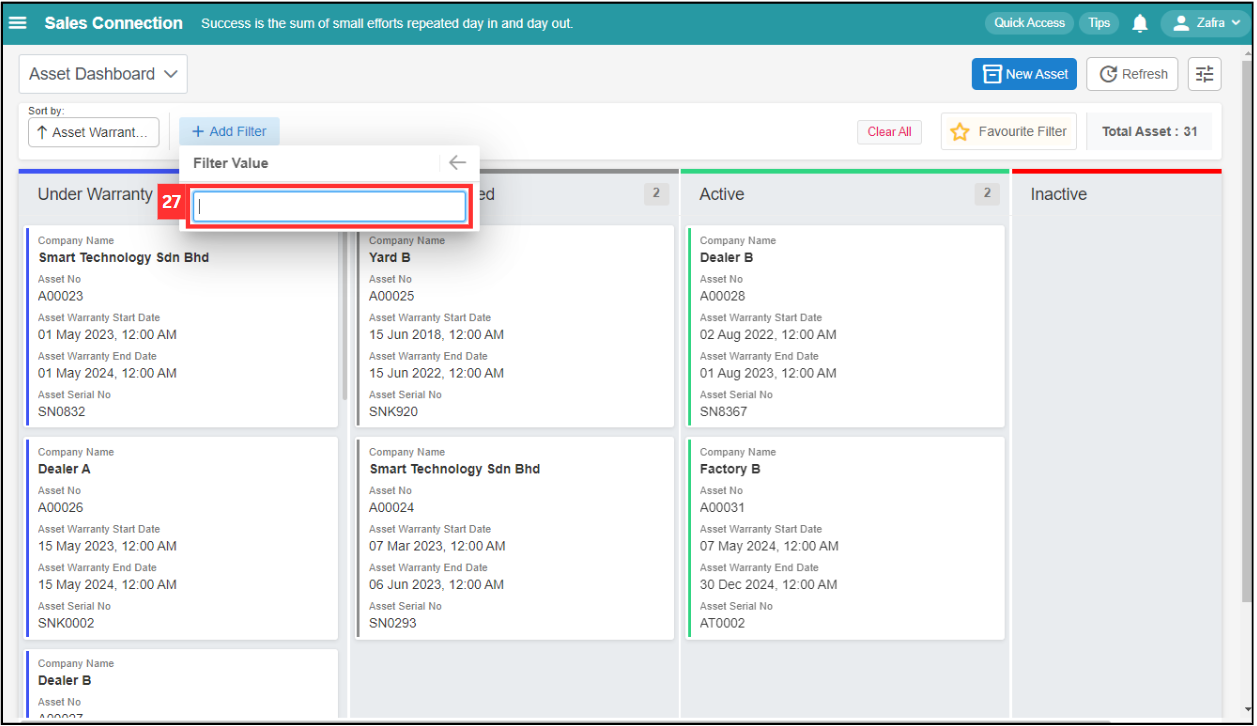 Sales Connection Success is the sum of small efforts repeated day in and day out. Quick Access Tips Zafra
Asset Dashboard New Asset Refresh
Sort by:
Asset Warrant... + Add Filter Clear All Favourite Filter Total Asset : 31
Filter Value
27
Under Warranty ed 2 Active 2 Inactive
Company Name
Smart Technology Sdn Bhd
Asset No
A00023
Asset Warranty Start Date
01 May 2023, 12:00 AM
Asset Warranty End Date
01 May 2024, 12:00 AM
Asset Serial No
SN0832
Company Name
Dealer A
Asset No
A00026
Asset Warranty Start Date
15 May 2023, 12:00 AM
Asset Warranty End Date
15 May 2024, 12:00 AM
Asset Serial No
SNK0002
Company Name
Dealer B
Asset No
A00027
Company Name
Yard B
Asset No
A00025
Asset Warranty Start Date
15 Jun 2018, 12:00 AM
Asset Warranty End Date
15 Jun 2022, 12:00 AM
Asset Serial No
SNK920
Company Name
Smart Technology Sdn Bhd
Asset No
A00024
Asset Warranty Start Date
07 Mar 2023, 12:00 AM
Asset Warranty End Date
06 Jun 2023, 12:00 AM
Asset Serial No
SN0293
Company Name
Dealer B
Asset No
A00028
Asset Warranty Start Date
02 Aug 2022, 12:00 AM
Asset Warranty End Date
01 Aug 2023, 12:00 AM
Asset Serial No
SN8367
Company Name
Factory B
Asset No
A00031
Asset Warranty Start Date
07 May 2024, 12:00 AM
Asset Warranty End Date
30 Dec 2024, 12:00 AM
Asset Serial No
AT0002